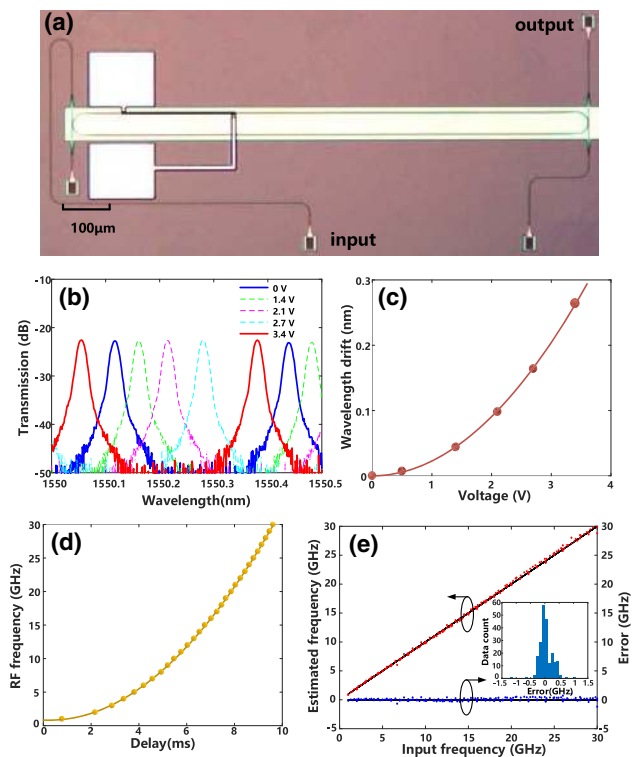 (a)
output
100μm
input
(b)
0 V
1.4 V
2.1 V
2.7 V
3.4 V
Transmission (dB)
-10
-20
-30
-40
-50
1550
1550.1
1550.2
1550.3
1550.4
1550.5
Wavelength(nm)
(c)
Wavelength drift (nm)
0.3
0.2
0.1
0
0
1
2
3
4
Voltage (V)
(d)
RF frequency (GHz)
30
25
20
15
10
5
0
0
2
4
6
8
10
Delay(ms)
(e)
Estimated frequency (GHz)
30
25
20
15
10
5
0
-5
0
5
10
15
20
25
30
Input frequency (GHz)
30
25
20
15
10
5
0
-5
Error (GHz)
Data count
60
50
40
30
20
10
0
-1.5
-1
-0.5
0
0.5
1
1.5
Error(GHz)